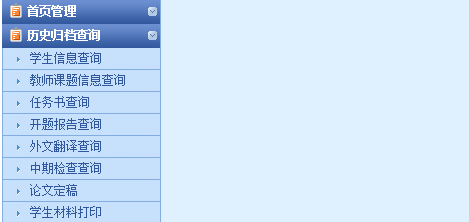 首页管理
历史归档查询
学生信息查询
教师课题信息查询
任务书查询
开题报告查询
外文翻译查询
中期检查查询
论文定稿
学生材料打印